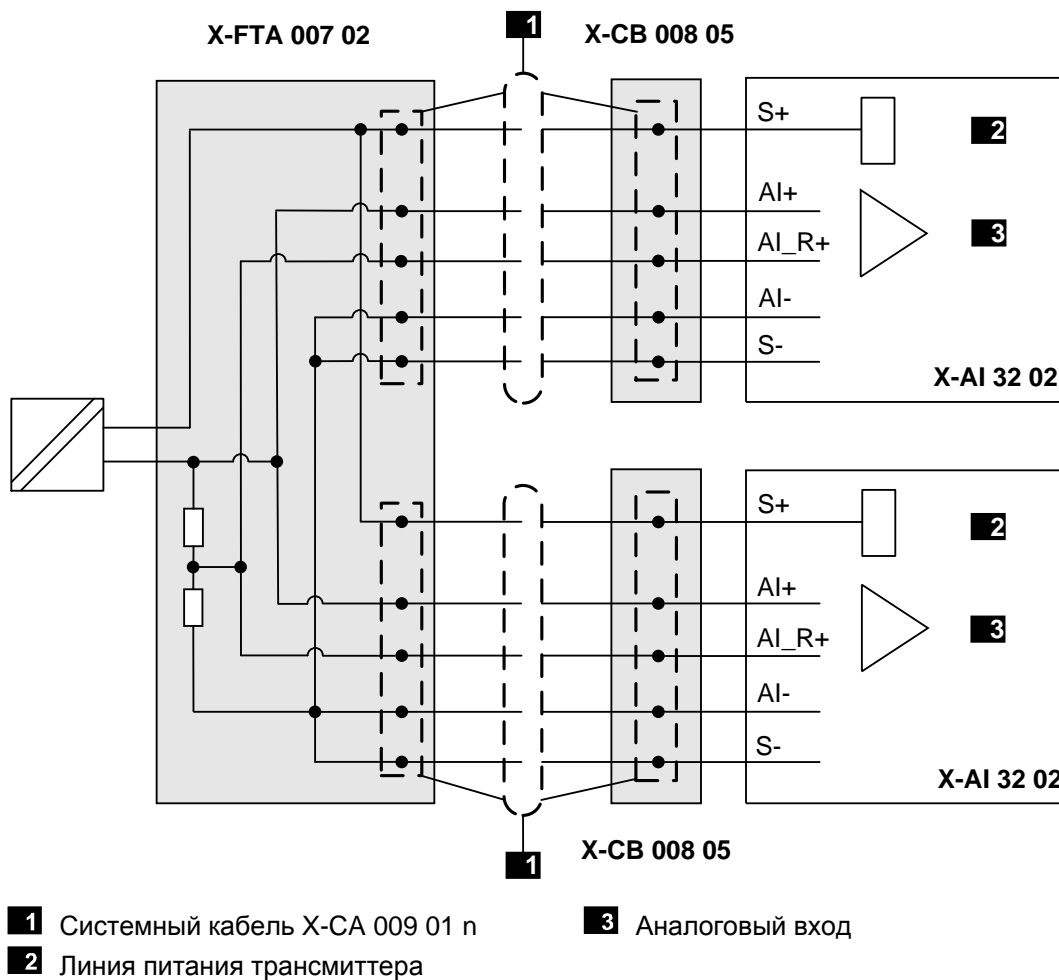 X-FTA 007 02
1
X-CB 008 05
S+
2
AI+
3
AI_R+
AI-
S-
X-AI 32 02
S+
2
AI+
3
AI_R+
AI-
S-
X-AI 32 02
1
X-CB 008 05
1 Системный кабель X-CA 009 01 n
3 Аналоговый вход
2 Линия питания трансмиттера